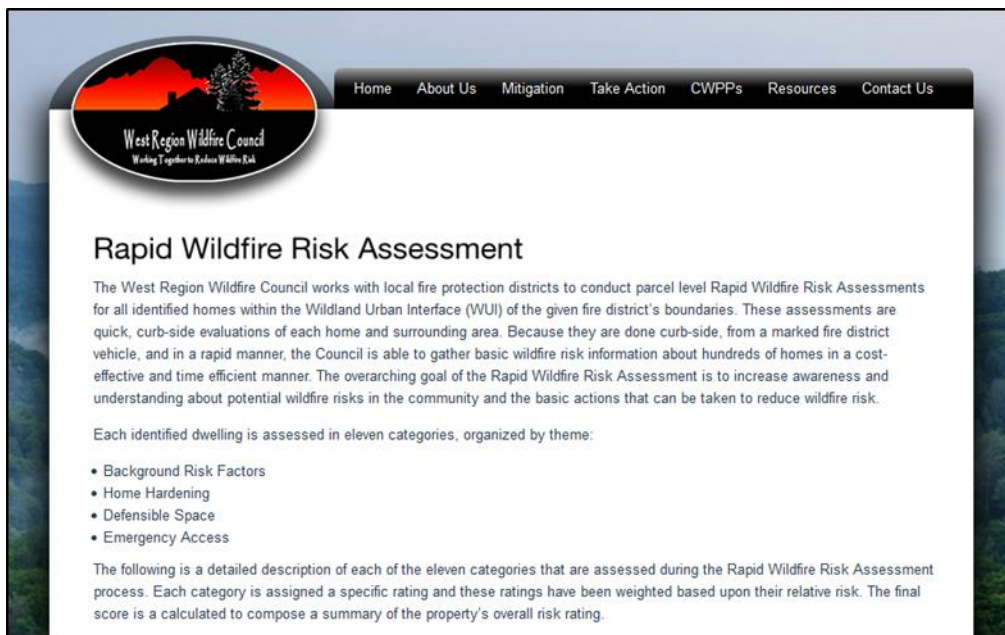 Home About Us Mitigation Take Action CWPPs Resources Contact Us
West Region Wildfire Council
Working Together to Reduce Wildfire Risk
Rapid Wildfire Risk Assessment
The West Region Wildfire Council works with local fire protection districts to conduct parcel level Rapid Wildfire Risk Assessments
for all identified homes within the Wildland Urban Interface (WUI) of the given fire district's boundaries. These assessments are
quick, curb-side evaluations of each home and surrounding area. Because they are done curb-side, from a marked fire district
vehicle, and in a rapid manner, the Council is able to gather basic wildfire risk information about hundreds of homes in a cost-
effective and time efficient manner. The overarching goal of the Rapid Wildfire Risk Assessment is to increase awareness and
understanding about potential wildfire risks in the community and the basic actions that can be taken to reduce wildfire risk.
Each identified dwelling is assessed in eleven categories, organized by theme:
• Background Risk Factors
• Home Hardening
• Defensible Space
• Emergency Access
The following is a detailed description of each of the eleven categories that are assessed during the Rapid Wildfire Risk Assessment
process. Each category is assigned a specific rating and these ratings have been weighted based upon their relative risk. The final
score is a calculated to compose a summary of the property's overall risk rating.